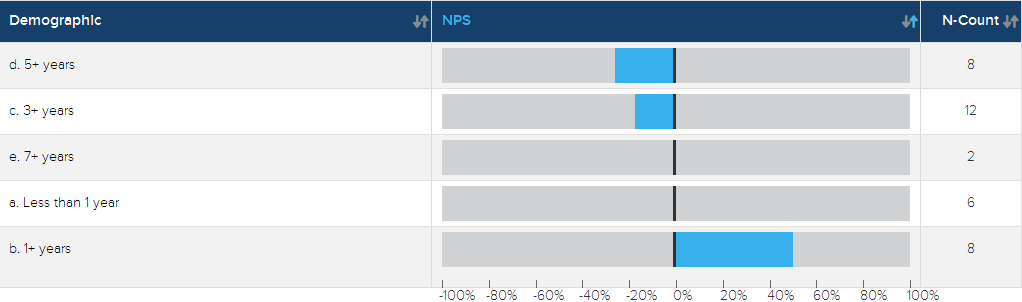 Demographic NPS N-Count
d. 5+ years 8
c. 3+ years 12
e. 7+ years 2
a. Less than 1 year 6
b. 1+ years 8
-100% -80% -60% -40% -20% 0% 20% 40% 60% 80% 100%